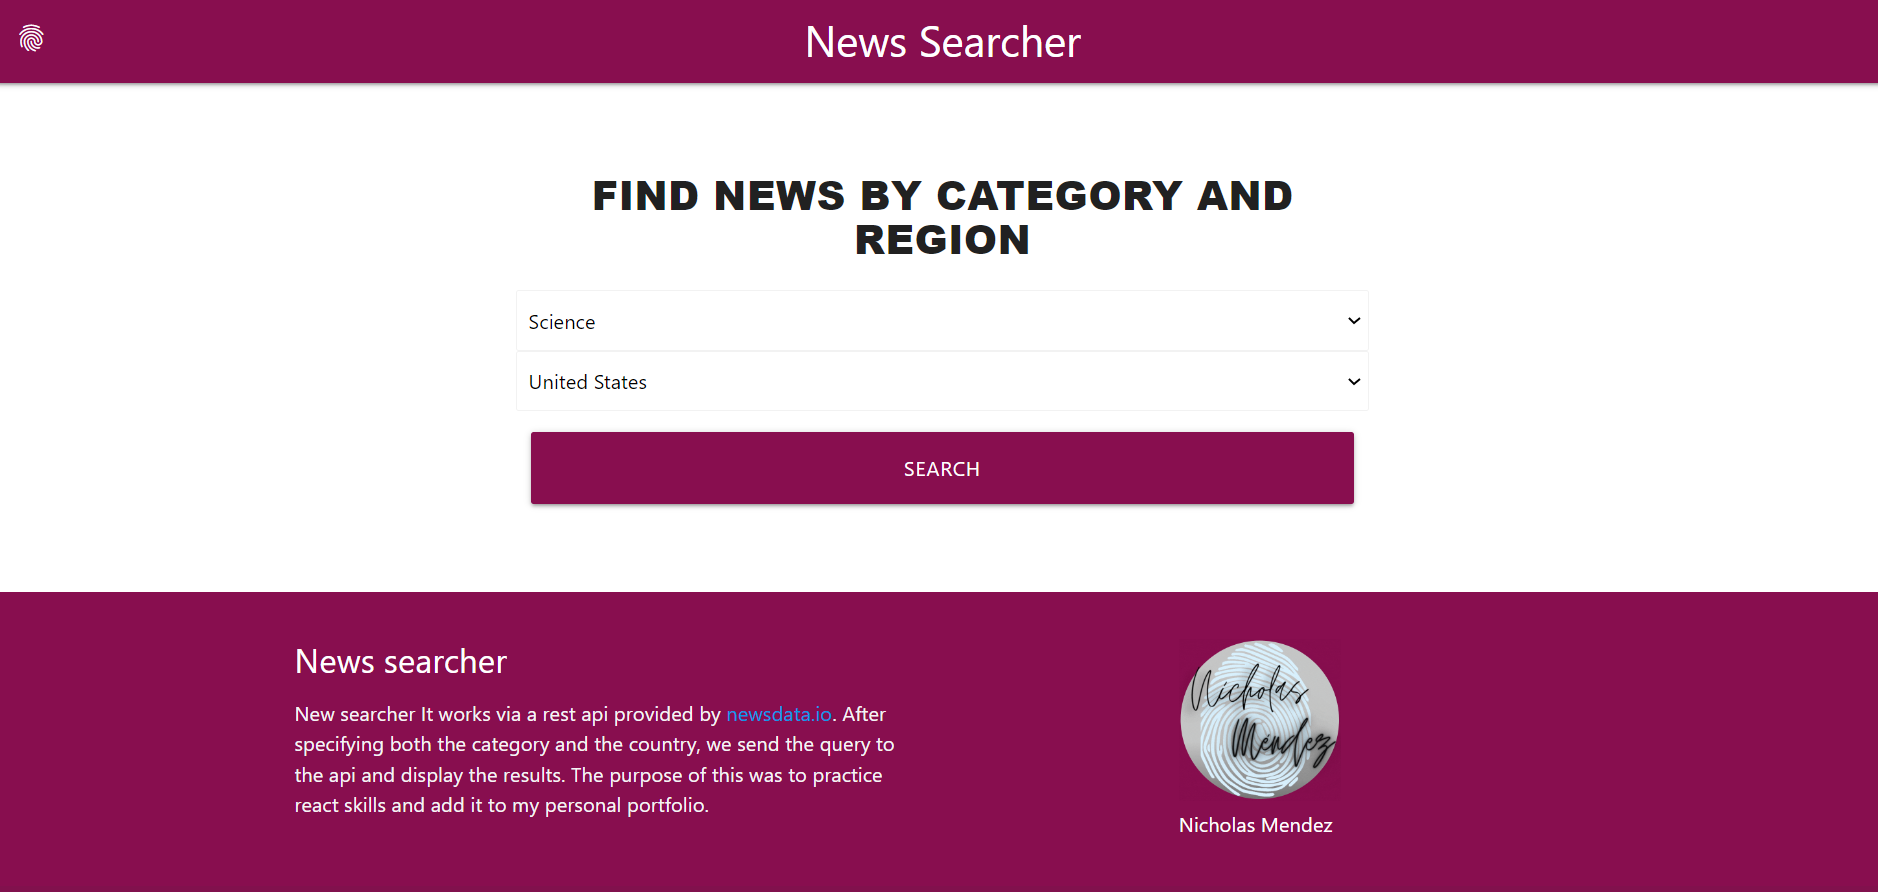 News Searcher
FIND NEWS BY CATEGORY AND
REGION
Science
United States
SEARCH
News searcher
New searcher It works via a rest api provided by newsdata.io. After
specifying both the category and the country, we send the query to
the api and display the results. The purpose of this was to practice
react skills and add it to my personal portfolio.
Nicholas
Méndez
Nicholas Mendez